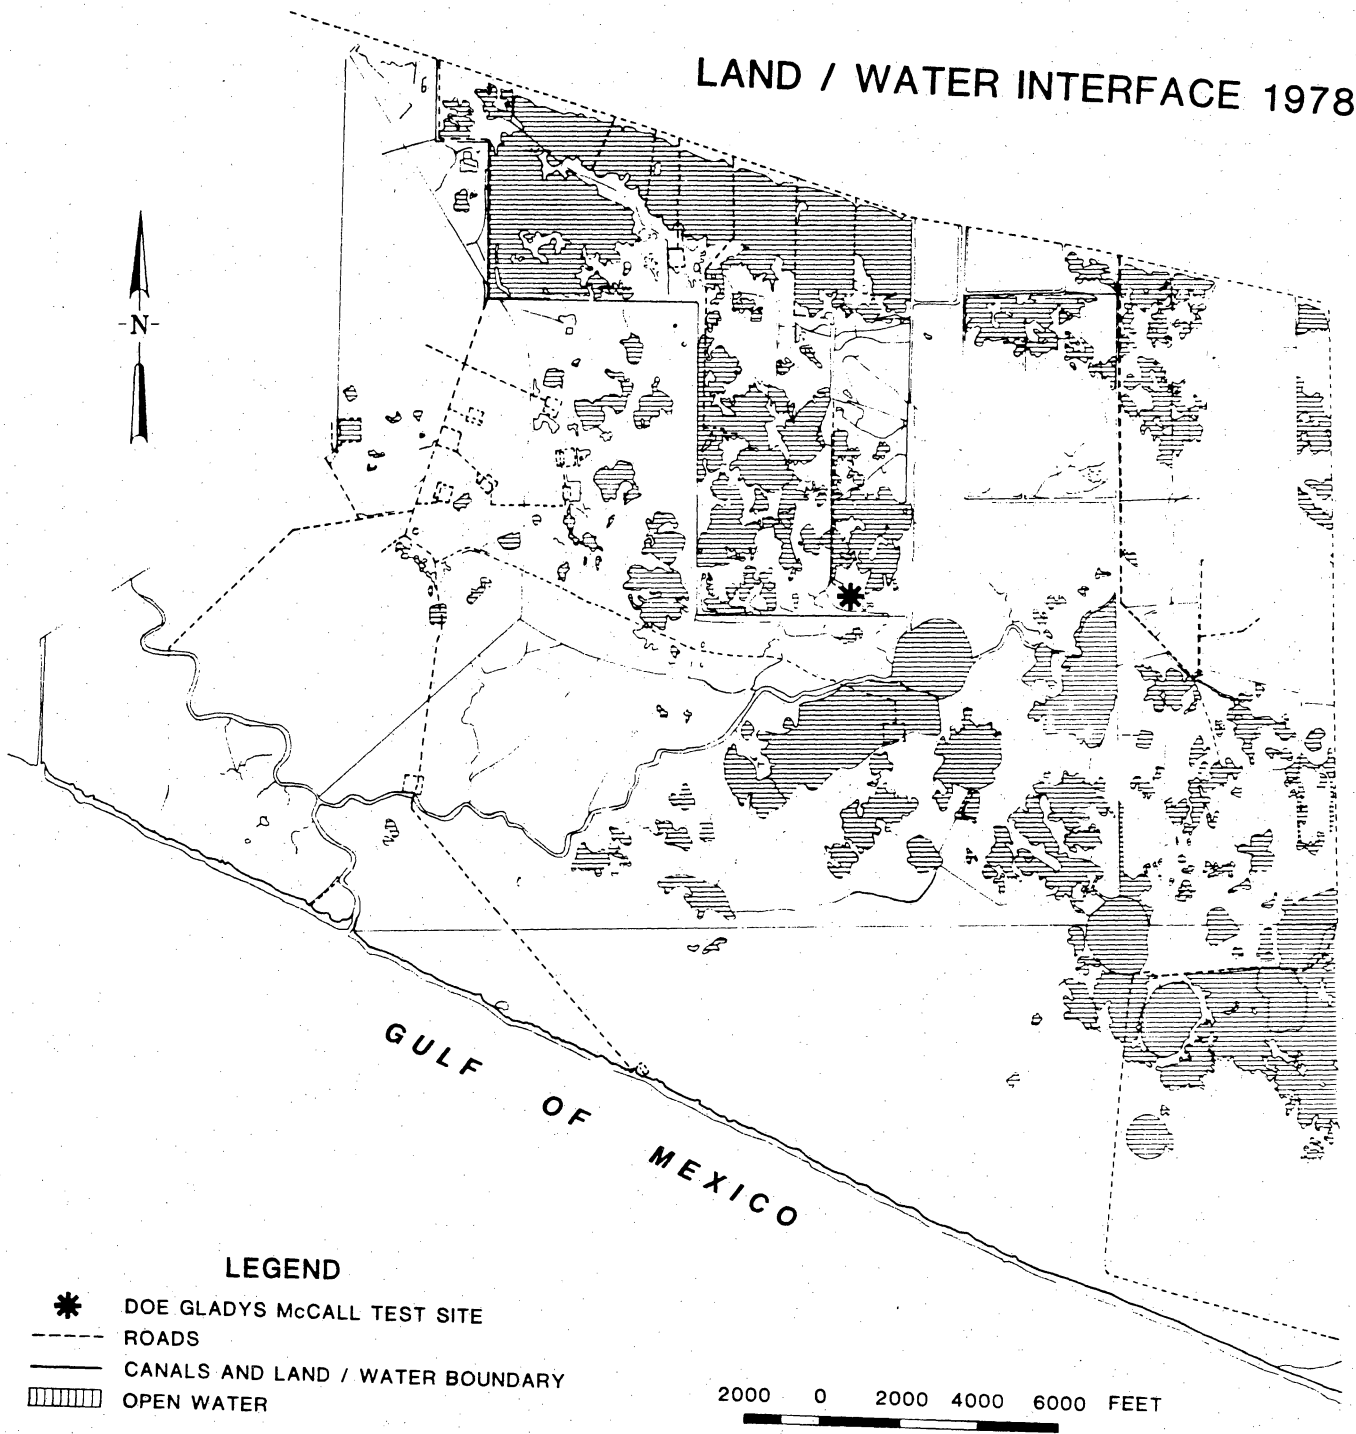 LAND / WATER INTERFACE 1978
-N-
GULF OF MEXICO
LEGEND
DOE GLADYS McCALL TEST SITE
ROADS
CANALS AND LAND / WATER BOUNDARY
OPEN WATER
2000 0 2000 4000 6000 FEET